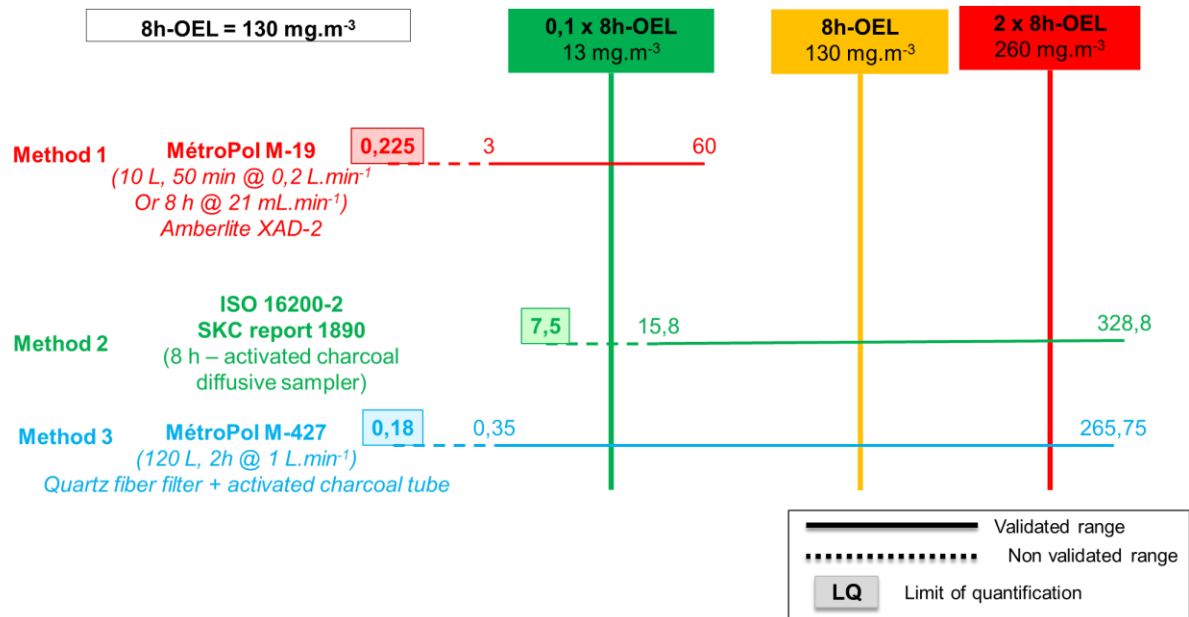 8h-OEL = 130 mg.m⁻³
0,1 x 8h-OEL
13 mg.m⁻³
8h-OEL
130 mg.m⁻³
2 x 8h-OEL
260 mg.m⁻³
Method 1
MétroPol M-19
(10 L, 50 min @ 0,2 L.min⁻¹
Or 8 h @ 21 mL.min⁻¹)
Amberlite XAD-2
0,225
3
60
Method 2
ISO 16200-2
SKC report 1890
(8 h – activated charcoal
diffusive sampler)
7,5
15,8
328,8
Method 3
MétroPol M-427
(120 L, 2h @ 1 L.min⁻¹)
Quartz fiber filter + activated charcoal tube
0,18
0,35
265,75
Validated range
Non validated range
LQ
Limit of quantification